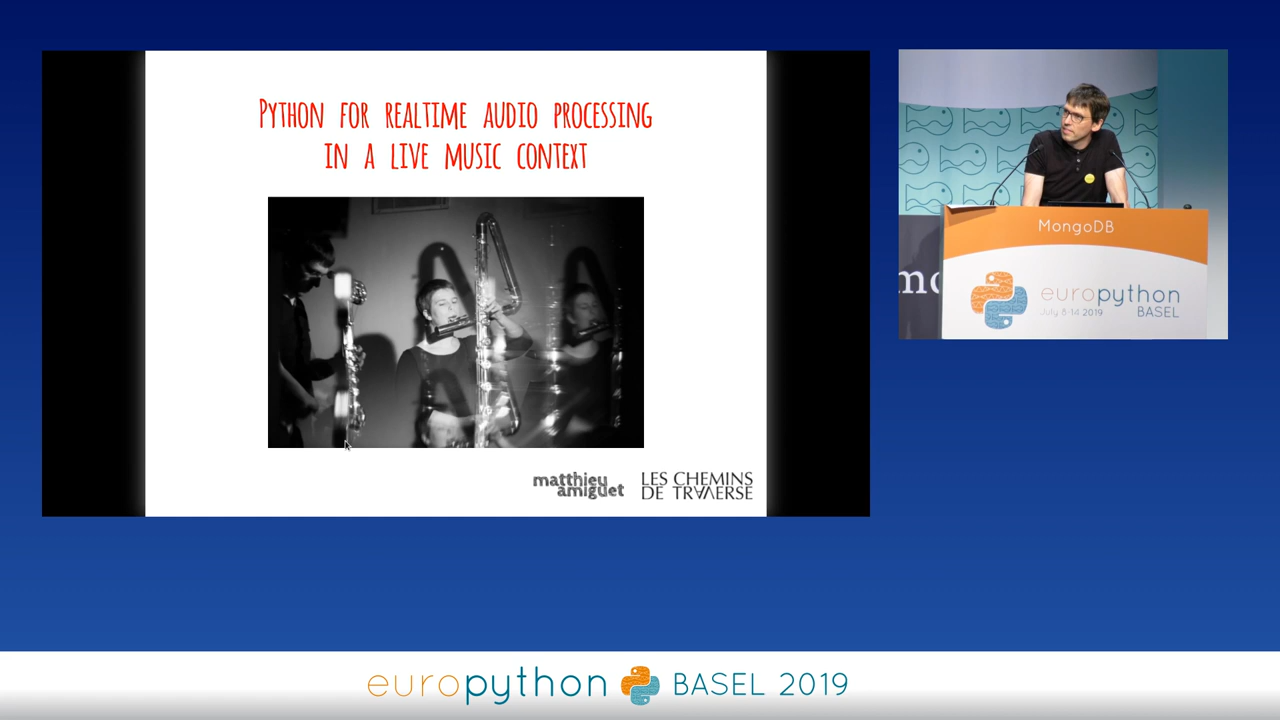 PYTHON FOR REALTIME AUDIO PROCESSING
IN A LIVE MUSIC CONTEXT
matthieu
amiguet
LES CHEMINS
DE TRAVERSE
MongoDB
europython
July 8-14 2019
BASEL
europython BASEL 2019